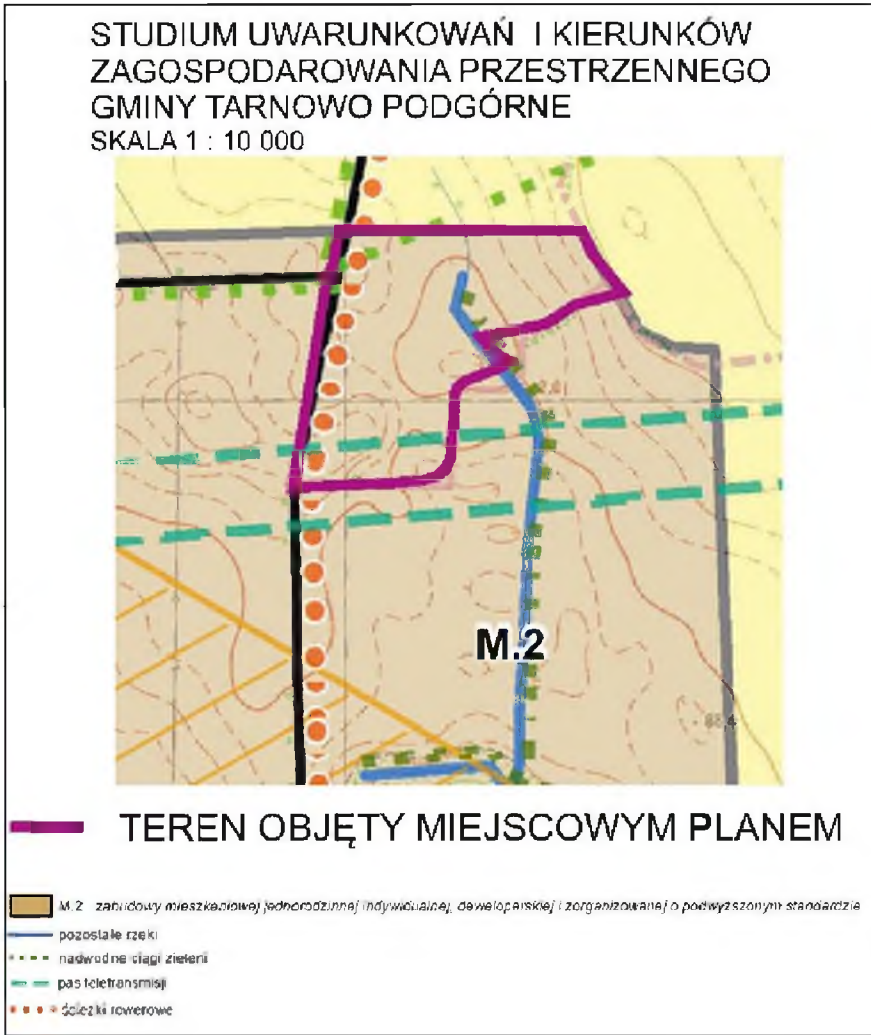 STUDIUM UWARUNKOWAŃ I KIERUNKÓW
ZAGOSPODAROWANIA PRZESTRZENNEGO
GMINY TARNOWO PODGÓRNE
SKALA 1 : 10 000
M.2
TEREN OBJĘTY MIEJSCOWYM PLANEM
M.2 zabudowy mieszkaniowej jednorodzinnej indywidualnej, deweloperskiej i zorganizowanej o podwyższonym standardzie
pozostałe rzeki
nadwodne ciągi zieleni
pas teletransmisji
ścieżki rowerowe